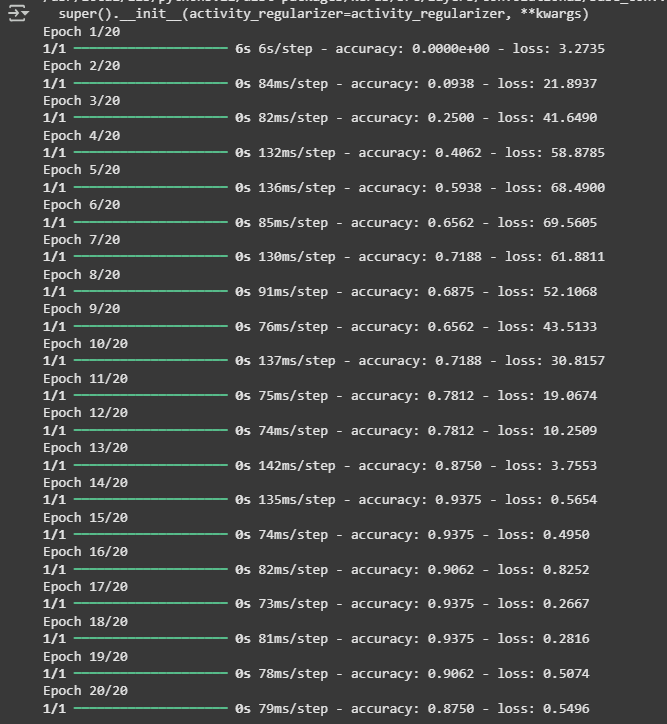 super().__init__(activity_regularizer=activity_regularizer, **kwargs)
Epoch 1/20
1/1 ━━━━━━━━━━━━━━━━━━━━ 6s 6s/step - accuracy: 0.0000e+00 - loss: 3.2735
Epoch 2/20
1/1 ━━━━━━━━━━━━━━━━━━━━ 0s 84ms/step - accuracy: 0.0938 - loss: 21.8937
Epoch 3/20
1/1 ━━━━━━━━━━━━━━━━━━━━ 0s 82ms/step - accuracy: 0.2500 - loss: 41.6490
Epoch 4/20
1/1 ━━━━━━━━━━━━━━━━━━━━ 0s 132ms/step - accuracy: 0.4062 - loss: 58.8785
Epoch 5/20
1/1 ━━━━━━━━━━━━━━━━━━━━ 0s 136ms/step - accuracy: 0.5938 - loss: 68.4900
Epoch 6/20
1/1 ━━━━━━━━━━━━━━━━━━━━ 0s 85ms/step - accuracy: 0.6562 - loss: 69.5605
Epoch 7/20
1/1 ━━━━━━━━━━━━━━━━━━━━ 0s 130ms/step - accuracy: 0.7188 - loss: 61.8811
Epoch 8/20
1/1 ━━━━━━━━━━━━━━━━━━━━ 0s 91ms/step - accuracy: 0.6875 - loss: 52.1068
Epoch 9/20
1/1 ━━━━━━━━━━━━━━━━━━━━ 0s 76ms/step - accuracy: 0.6562 - loss: 43.5133
Epoch 10/20
1/1 ━━━━━━━━━━━━━━━━━━━━ 0s 137ms/step - accuracy: 0.7188 - loss: 30.8157
Epoch 11/20
1/1 ━━━━━━━━━━━━━━━━━━━━ 0s 75ms/step - accuracy: 0.7812 - loss: 19.0674
Epoch 12/20
1/1 ━━━━━━━━━━━━━━━━━━━━ 0s 74ms/step - accuracy: 0.7812 - loss: 10.2509
Epoch 13/20
1/1 ━━━━━━━━━━━━━━━━━━━━ 0s 142ms/step - accuracy: 0.8750 - loss: 3.7553
Epoch 14/20
1/1 ━━━━━━━━━━━━━━━━━━━━ 0s 135ms/step - accuracy: 0.9375 - loss: 0.5654
Epoch 15/20
1/1 ━━━━━━━━━━━━━━━━━━━━ 0s 74ms/step - accuracy: 0.9375 - loss: 0.4950
Epoch 16/20
1/1 ━━━━━━━━━━━━━━━━━━━━ 0s 82ms/step - accuracy: 0.9062 - loss: 0.8252
Epoch 17/20
1/1 ━━━━━━━━━━━━━━━━━━━━ 0s 73ms/step - accuracy: 0.9375 - loss: 0.2667
Epoch 18/20
1/1 ━━━━━━━━━━━━━━━━━━━━ 0s 81ms/step - accuracy: 0.9375 - loss: 0.2816
Epoch 19/20
1/1 ━━━━━━━━━━━━━━━━━━━━ 0s 78ms/step - accuracy: 0.9062 - loss: 0.5074
Epoch 20/20
1/1 ━━━━━━━━━━━━━━━━━━━━ 0s 79ms/step - accuracy: 0.8750 - loss: 0.5496